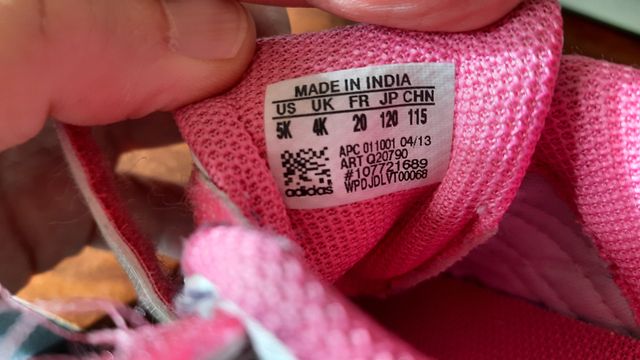 MADE IN INDIA
US UK FR JP CHN
5K 4K 20 120 115
APC 011001 04/13
ART Q20790
#107721689
WPDJDLVT00068
adidas